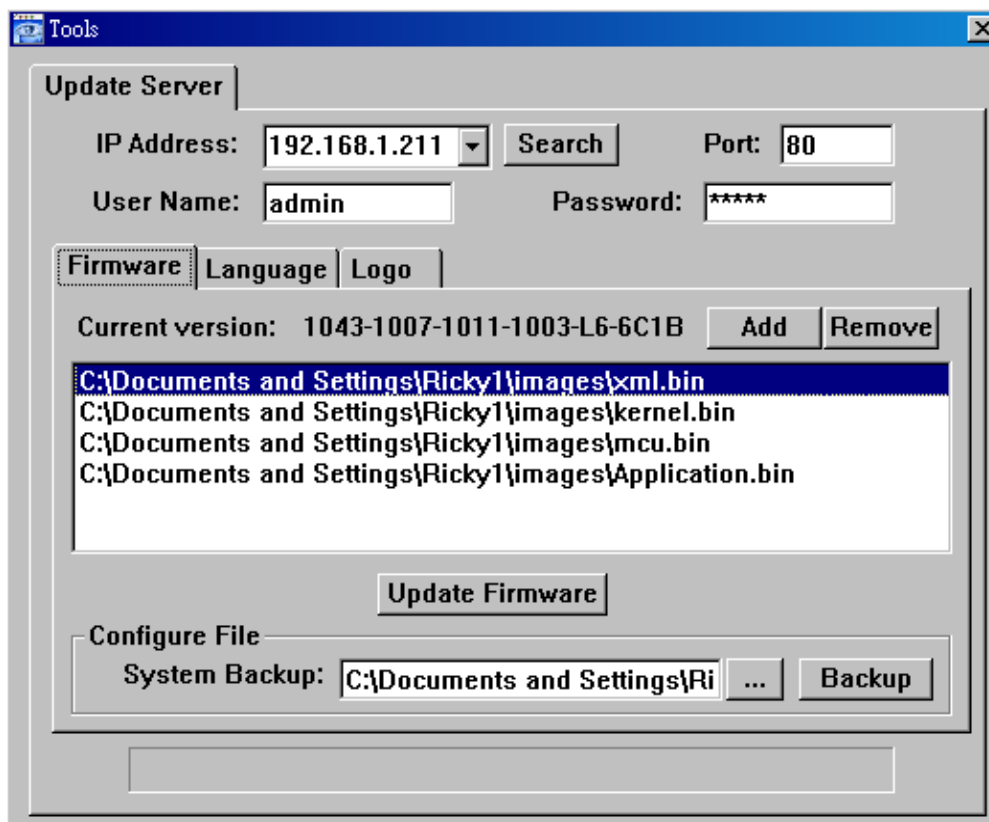 Tools
Update Server
IP Address: 192.168.1.211 Search Port: 80
User Name: admin Password: *****
Firmware Language Logo
Current version: 1043-1007-1011-1003-L6-6C1B Add Remove
C:\Documents and Settings\Ricky1\images\xml.bin
C:\Documents and Settings\Ricky1\images\kernel.bin
C:\Documents and Settings\Ricky1\images\mcu.bin
C:\Documents and Settings\Ricky1\images\Application.bin
Update Firmware
Configure File
System Backup: C:\Documents and Settings\Ri ... Backup